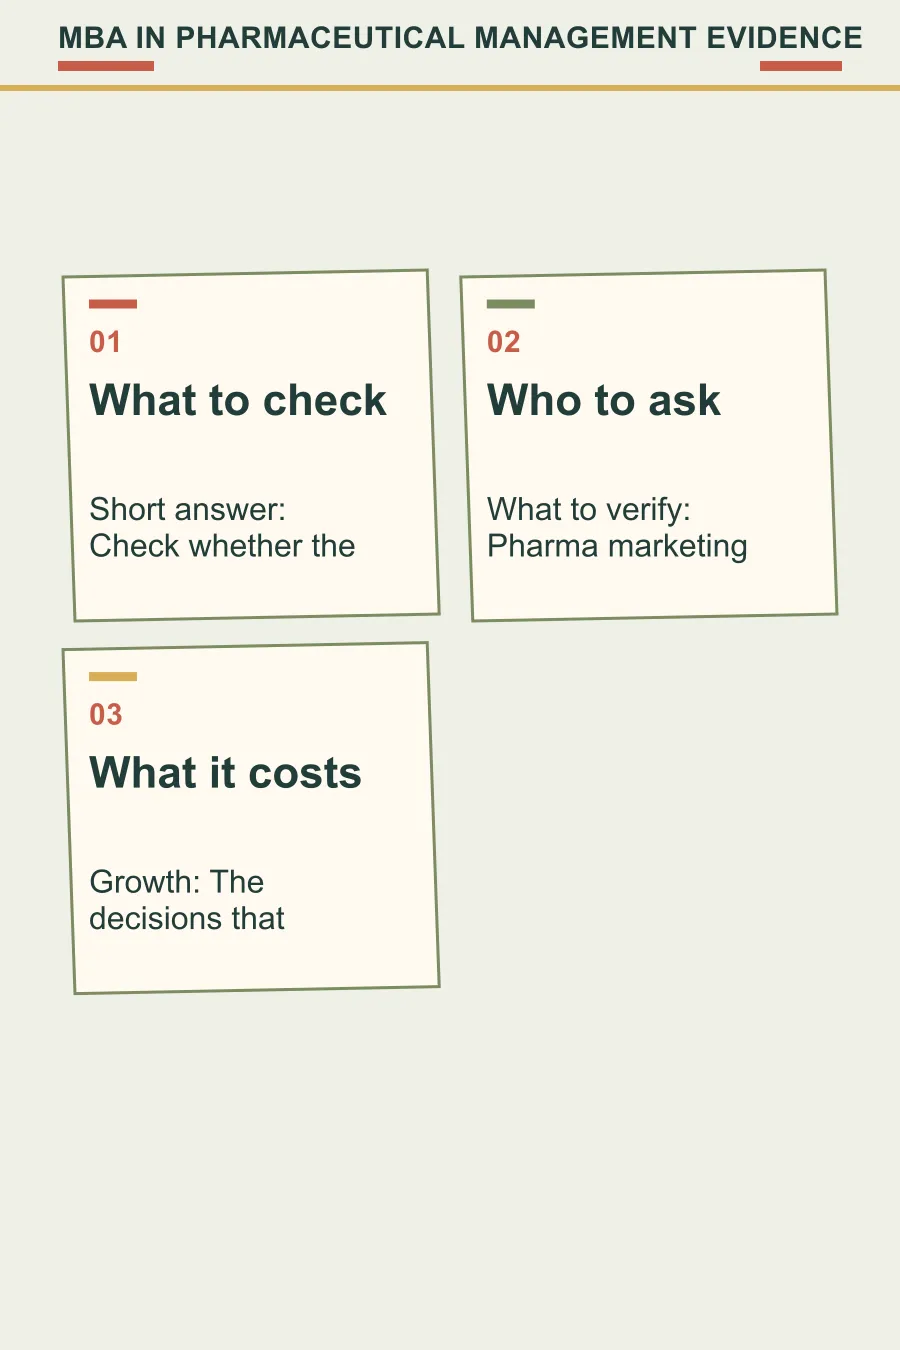 MBA IN PHARMACEUTICAL MANAGEMENT EVIDENCE
01
What to check
Short answer:
Check whether the
02
Who to ask
What to verify:
Pharma marketing
03
What it costs
Growth: The
decisions that